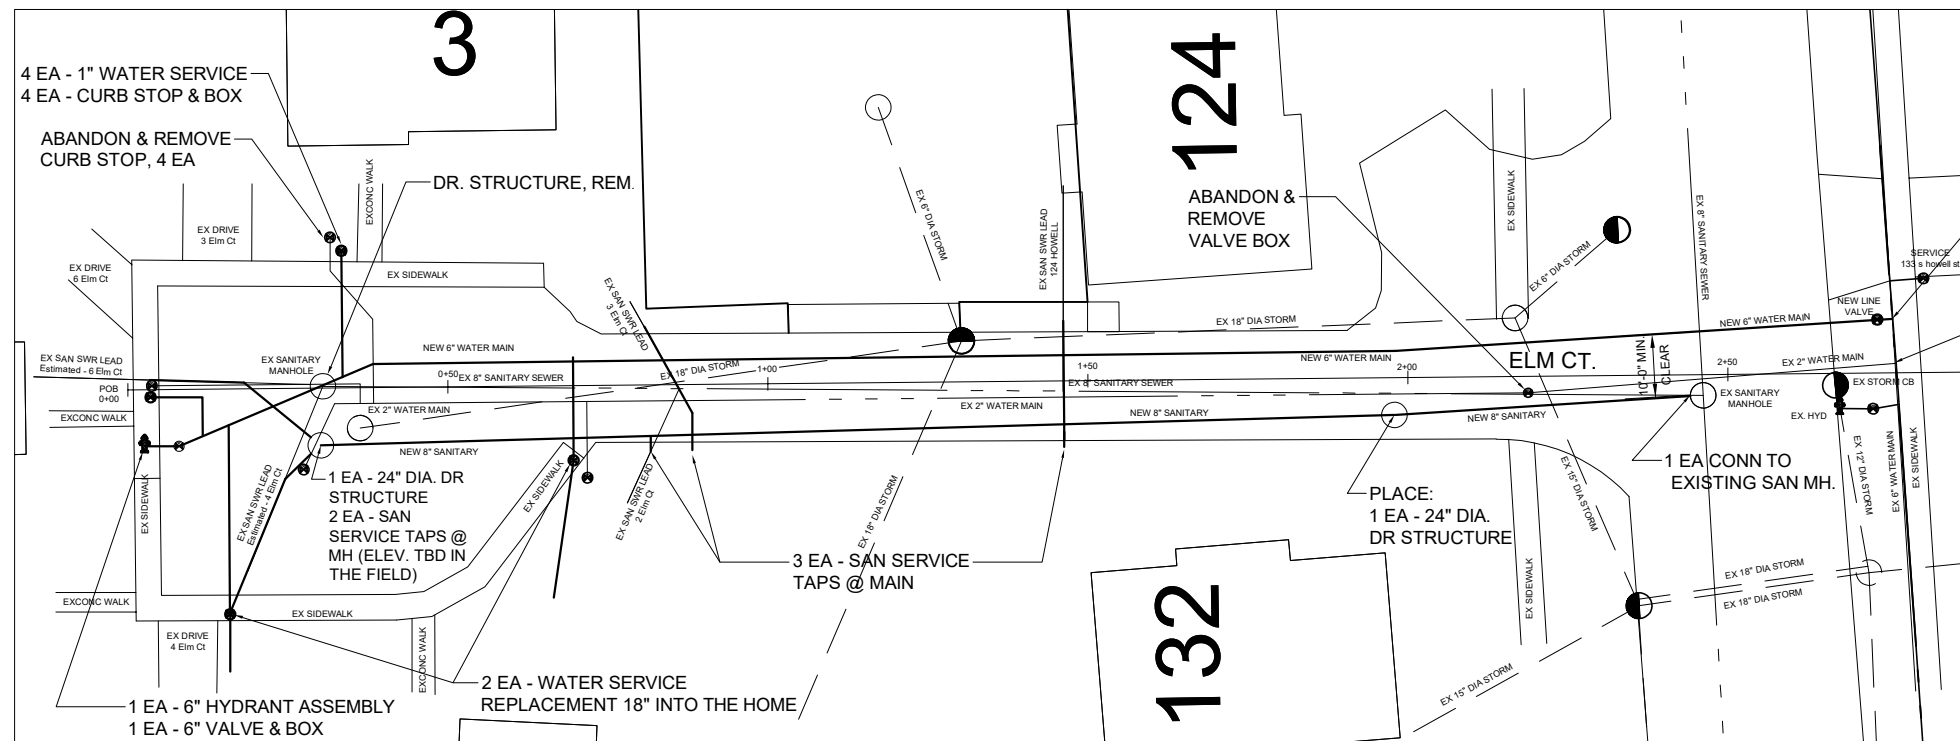 3
124
4 EA - 1" WATER SERVICE
4 EA - CURB STOP & BOX
ABANDON & REMOVE
CURB STOP, 4 EA
DR. STRUCTURE, REM.
EXCONC WALK
EX DRIVE
3 Elm Ct
EX DRIVE
6 Elm Ct
EX SIDEWALK
EX SAN SWR LEAD
3 Elm Ct
EX 6" DIA STORM
EX SAN SWR LEAD
124 HOWELL
ABANDON &
REMOVE
VALVE BOX
EX SIDEWALK
EX 6" DIA STORM
EX 8" SANITARY SEWER
SERVICE
133 s howell st
NEW LINE
VALVE
EX 18" DIA STORM
NEW 6" WATER MAIN
EX SAN SWR LEAD
Estimated - 6 Elm Ct
EX SANITARY
MANHOLE
NEW 6" WATER MAIN
NEW 6" WATER MAIN
ELM CT.
10'-0" MIN.
CLEAR
EX 2" WATER MAIN
POB
0+00
0+50
EX 8" SANITARY SEWER
EX 18" DIA STORM
1+00
1+50
EX 8" SANITARY SEWER
2+00
2+50
EX SANITARY
MANHOLE
EX STORM CB
EX. HYD
EXCONC WALK
EX 2" WATER MAIN
EX 2" WATER MAIN
NEW 8" SANITARY
NEW 8" SANITARY
NEW 8" SANITARY
EX SIDEWALK
EX SAN SWR LEAD
Estimated - 4 Elm Ct
1 EA - 24" DIA. DR
STRUCTURE
2 EA - SAN
SERVICE TAPS @
MH (ELEV. TBD IN
THE FIELD)
EX SIDEWALK
EX SAN SWR LEAD
2 Elm Ct
EX 18" DIA STORM
3 EA - SAN SERVICE
TAPS @ MAIN
PLACE:
1 EA - 24" DIA.
DR STRUCTURE
EX 15" DIA STORM
1 EA CONN TO
EXISTING SAN MH.
EX 12" DIA STORM
EX 6" WATER MAIN
EX SIDEWALK
EXCONC WALK
EX SIDEWALK
EX DRIVE
4 Elm Ct
EXCONC WALK
132
EX SIDEWALK
EX 18" DIA STORM
EX 18" DIA STORM
EX 15" DIA STORM
2 EA - WATER SERVICE
REPLACEMENT 18" INTO THE HOME
1 EA - 6" HYDRANT ASSEMBLY
1 EA - 6" VALVE & BOX